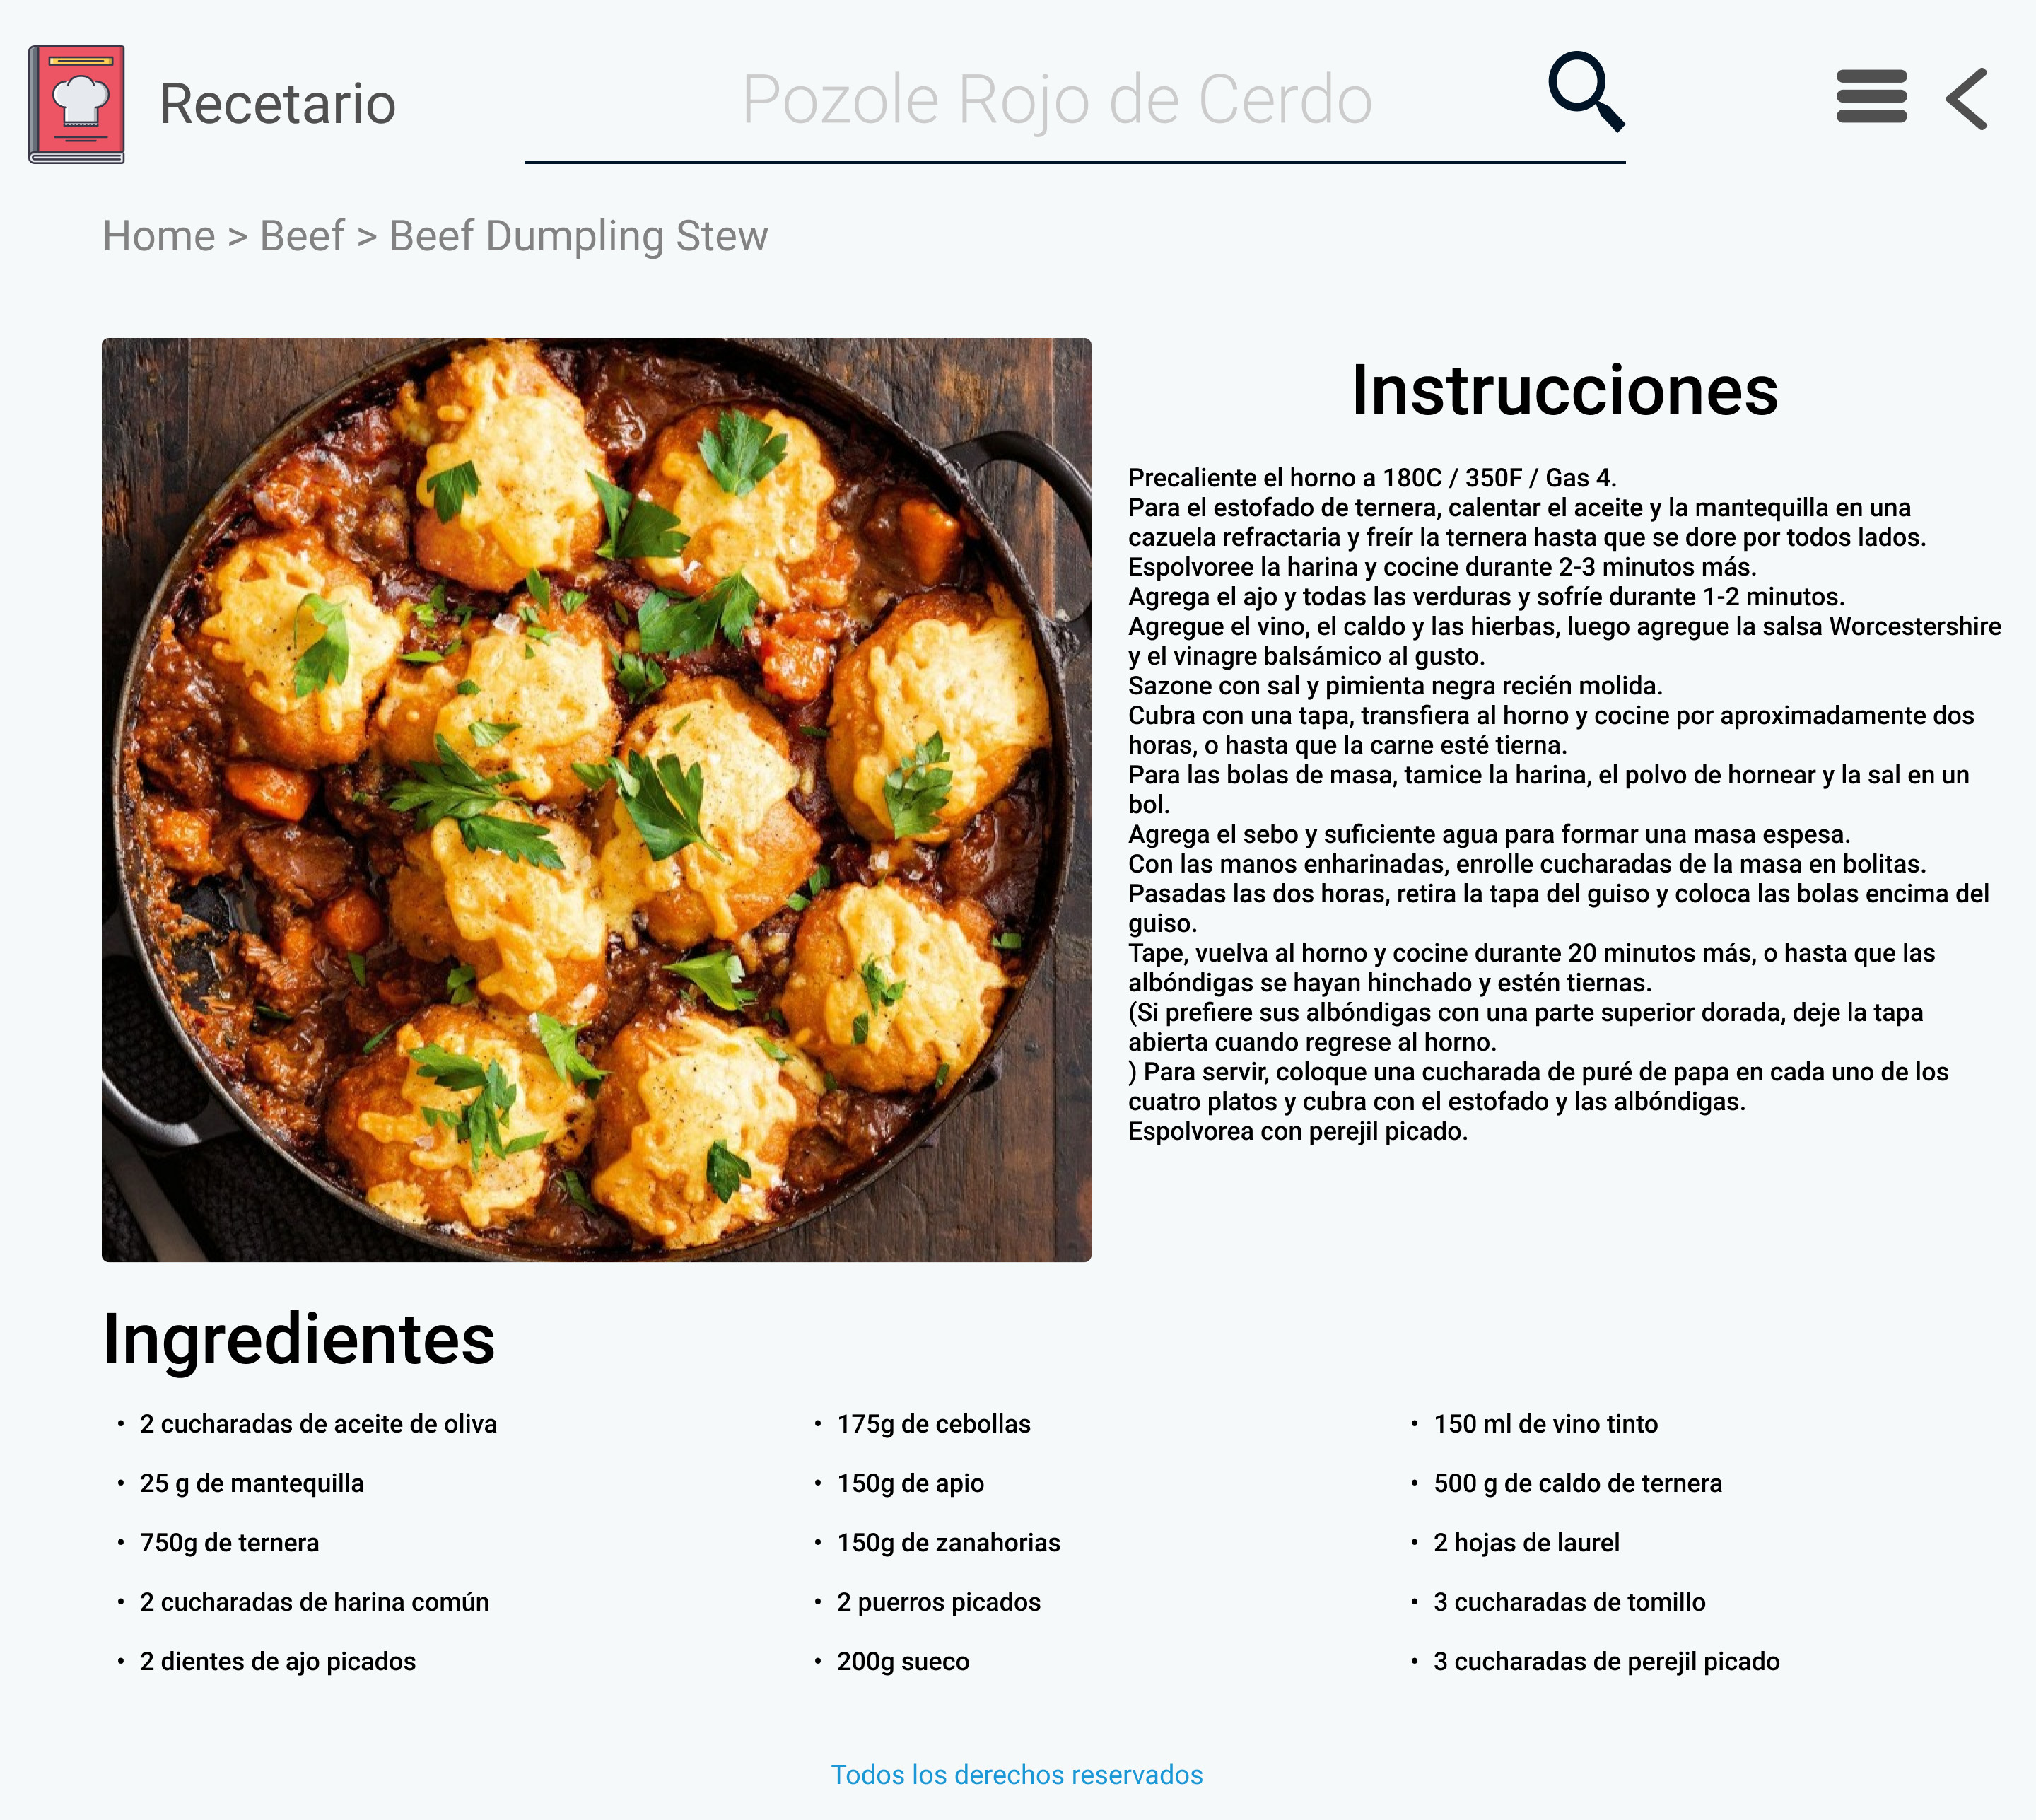 Recetario
Pozole Rojo de Cerdo
Home > Beef > Beef Dumpling Stew
Instrucciones
Precaliente el horno a 180C / 350F / Gas 4.
Para el estofado de ternera, calentar el aceite y la mantequilla en una
cazuela refractaria y freír la ternera hasta que se dore por todos lados.
Espolvoree la harina y cocine durante 2-3 minutos más.
Agrega el ajo y todas las verduras y sofríe durante 1-2 minutos.
Agregue el vino, el caldo y las hierbas, luego agregue la salsa Worcestershire
y el vinagre balsámico al gusto.
Sazone con sal y pimienta negra recién molida.
Cubra con una tapa, transfiera al horno y cocine por aproximadamente dos
horas, o hasta que la carne esté tierna.
Para las bolas de masa, tamice la harina, el polvo de hornear y la sal en un
bol.
Agrega el sebo y suficiente agua para formar una masa espesa.
Con las manos enharinadas, enrolle cucharadas de la masa en bolitas.
Pasadas las dos horas, retira la tapa del guiso y coloca las bolas encima del
guiso.
Tape, vuelva al horno y cocine durante 20 minutos más, o hasta que las
albóndigas se hayan hinchado y estén tiernas.
(Si prefiere sus albóndigas con una parte superior dorada, deje la tapa
abierta cuando regrese al horno.
) Para servir, coloque una cucharada de puré de papa en cada uno de los
cuatro platos y cubra con el estofado y las albóndigas.
Espolvorea con perejil picado.
Ingredientes
• 2 cucharadas de aceite de oliva
• 25 g de mantequilla
• 750g de ternera
• 2 cucharadas de harina común
• 2 dientes de ajo picados
• 175g de cebollas
• 150g de apio
• 150g de zanahorias
• 2 puerros picados
• 200g sueco
• 150 ml de vino tinto
• 500 g de caldo de ternera
• 2 hojas de laurel
• 3 cucharadas de tomillo
• 3 cucharadas de perejil picado
Todos los derechos reservados